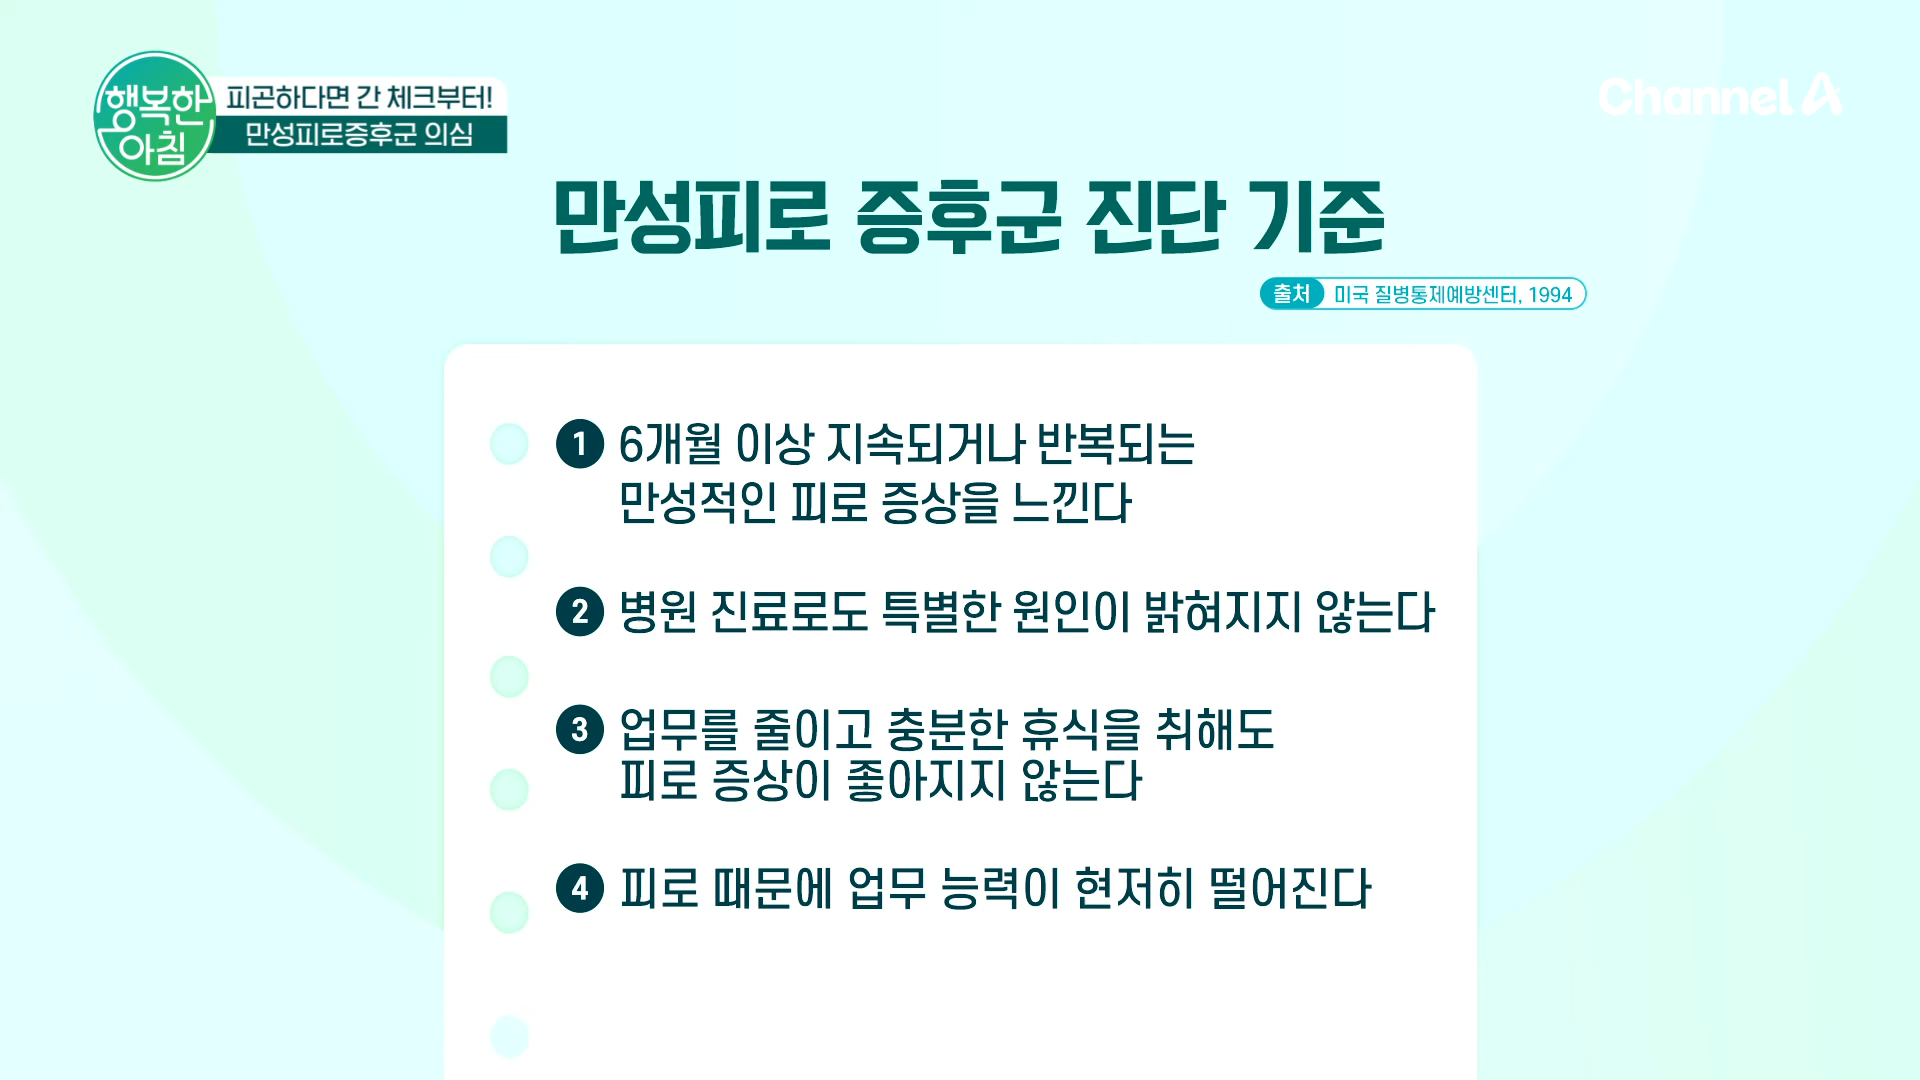 행복한
아침
피곤하다면 간 체크부터!
만성피로증후군 의심
Channel A
만성피로 증후군 진단 기준
출처 미국 질병통제예방센터, 1994
1 6개월 이상 지속되거나 반복되는
만성적인 피로 증상을 느낀다
2 병원 진료로도 특별한 원인이 밝혀지지 않는다
3 업무를 줄이고 충분한 휴식을 취해도
피로 증상이 좋아지지 않는다
4 피로 때문에 업무 능력이 현저히 떨어진다